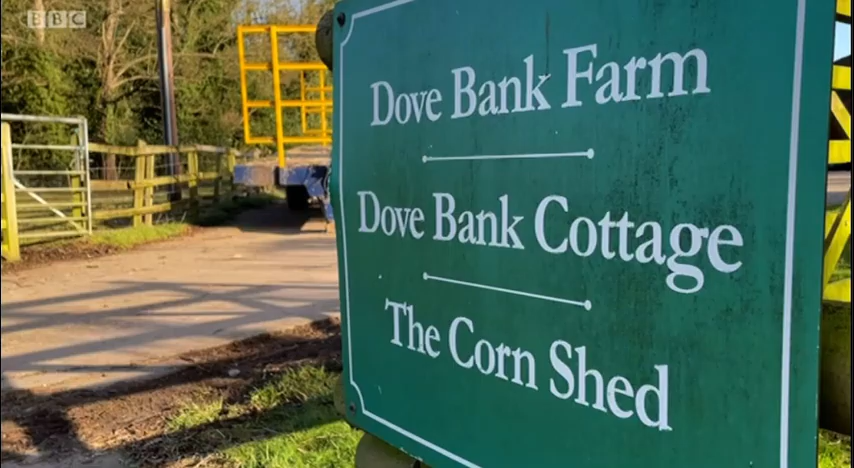 BBC
Dove Bank Farm
Dove Bank Cottage
The Corn Shed